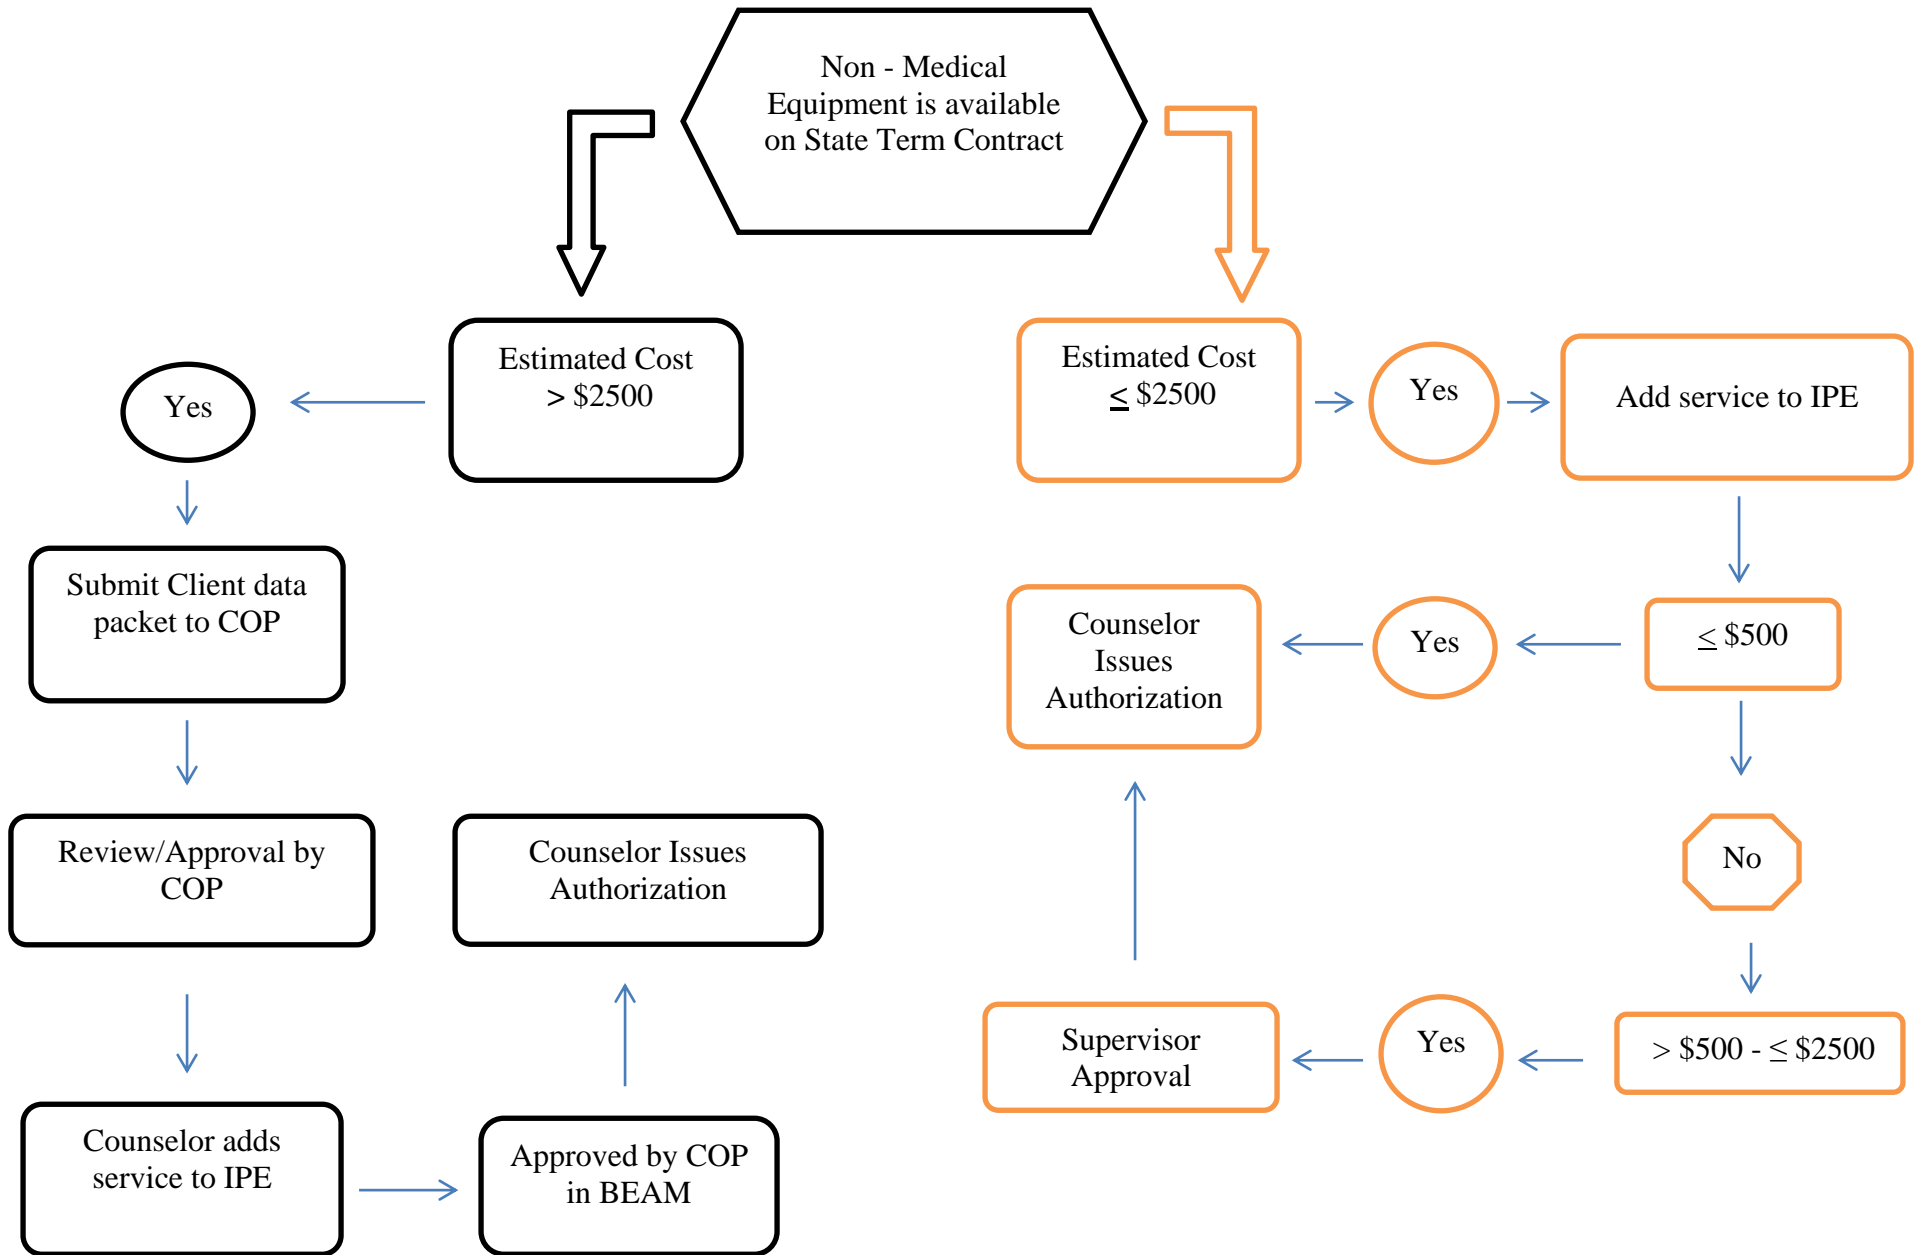 Non - Medical
Equipment is available
on State Term Contract
Estimated Cost
> $2500
Yes
Submit Client data
packet to COP
Review/Approval by
COP
Counselor adds
service to IPE
Approved by COP
in BEAM
Counselor Issues
Authorization
Estimated Cost
≤ $2500
Yes
Add service to IPE
≤ $500
Yes
Counselor
Issues
Authorization
No
> $500 - ≤ $2500
Yes
Supervisor
Approval